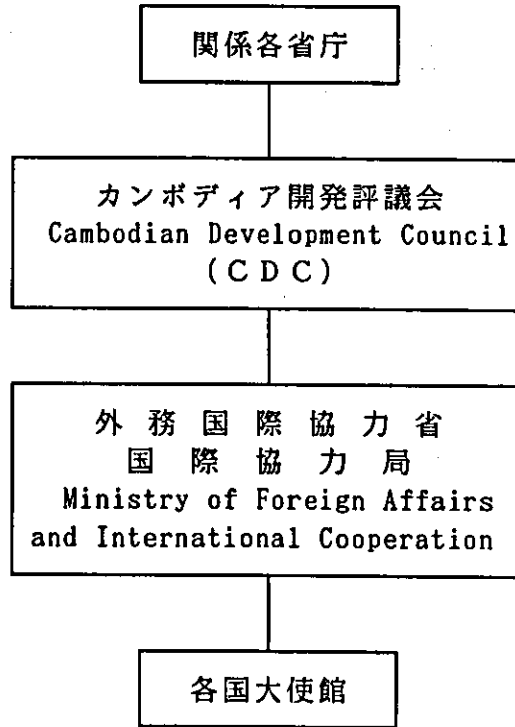 関係各省庁
カンボディア開発評議会
Cambodian Development Council
(CDC)
外務国際協力省
国際協力局
Ministry of Foreign Affairs
and International Cooperation
各国大使館